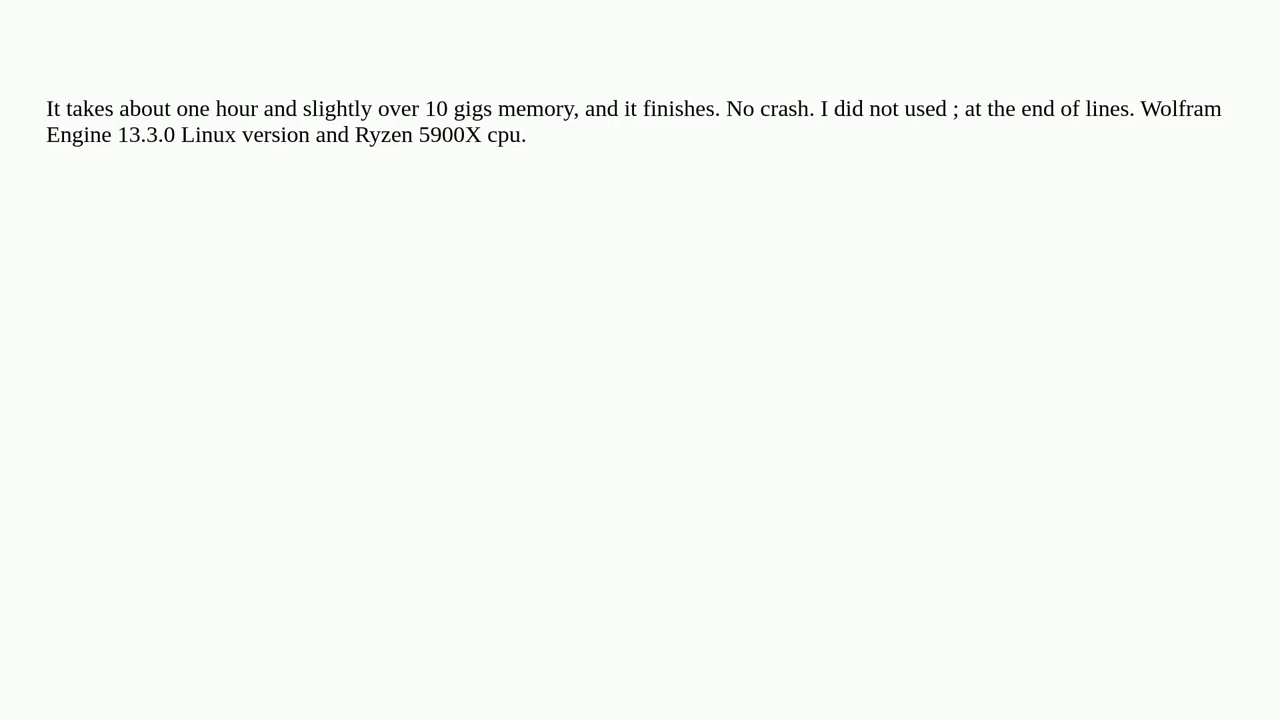 It takes about one hour and slightly over 10 gigs memory, and it finishes. No crash. I did not used ; at the end of lines. Wolfram
Engine 13.3.0 Linux version and Ryzen 5900X cpu.